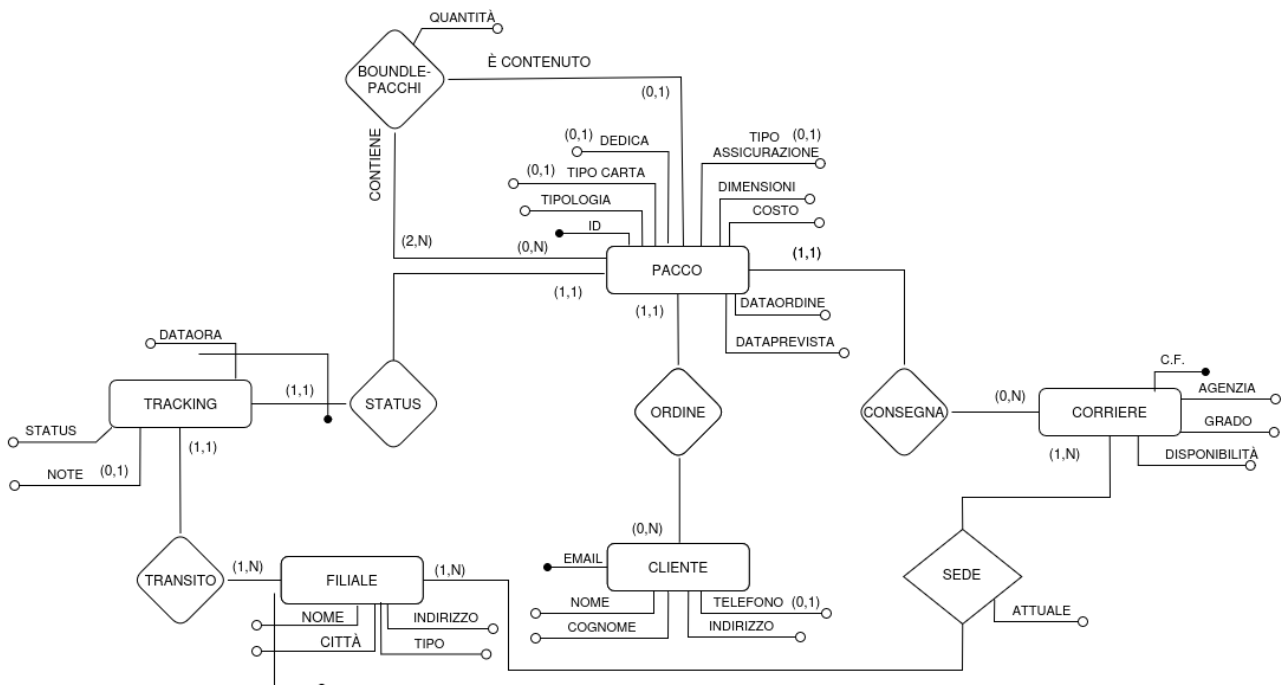 QUANTITÀ
BOUNDLE-
PACCHI
È CONTENUTO
(0,1)
CONTIENE
(0,1) DEDICA
TIPO (0,1)
ASSICURAZIONE
(0,1) TIPO CARTA
DIMENSIONI
TIPOLOGIA
COSTO
ID
(2,N)
(0,N)
(1,1)
PACCO
(1,1)
(1,1)
DATAORDINE
DATAPREVISTA
DATAORA
TRACKING
(1,1)
STATUS
ORDINE
CONSEGNA
(0,N)
CORRIERE
C.F.
AGENZIA
GRADO
DISPONIBILITÀ
STATUS
NOTE (0,1)
(1,1)
(1,N)
(0,N)
TRANSITO
(1,N)
FILIALE
(1,N)
EMAIL
CLIENTE
SEDE
NOME
INDIRIZZO
CITTÀ
TIPO
NOME
TELEFONO (0,1)
COGNOME
INDIRIZZO
ATTUALE